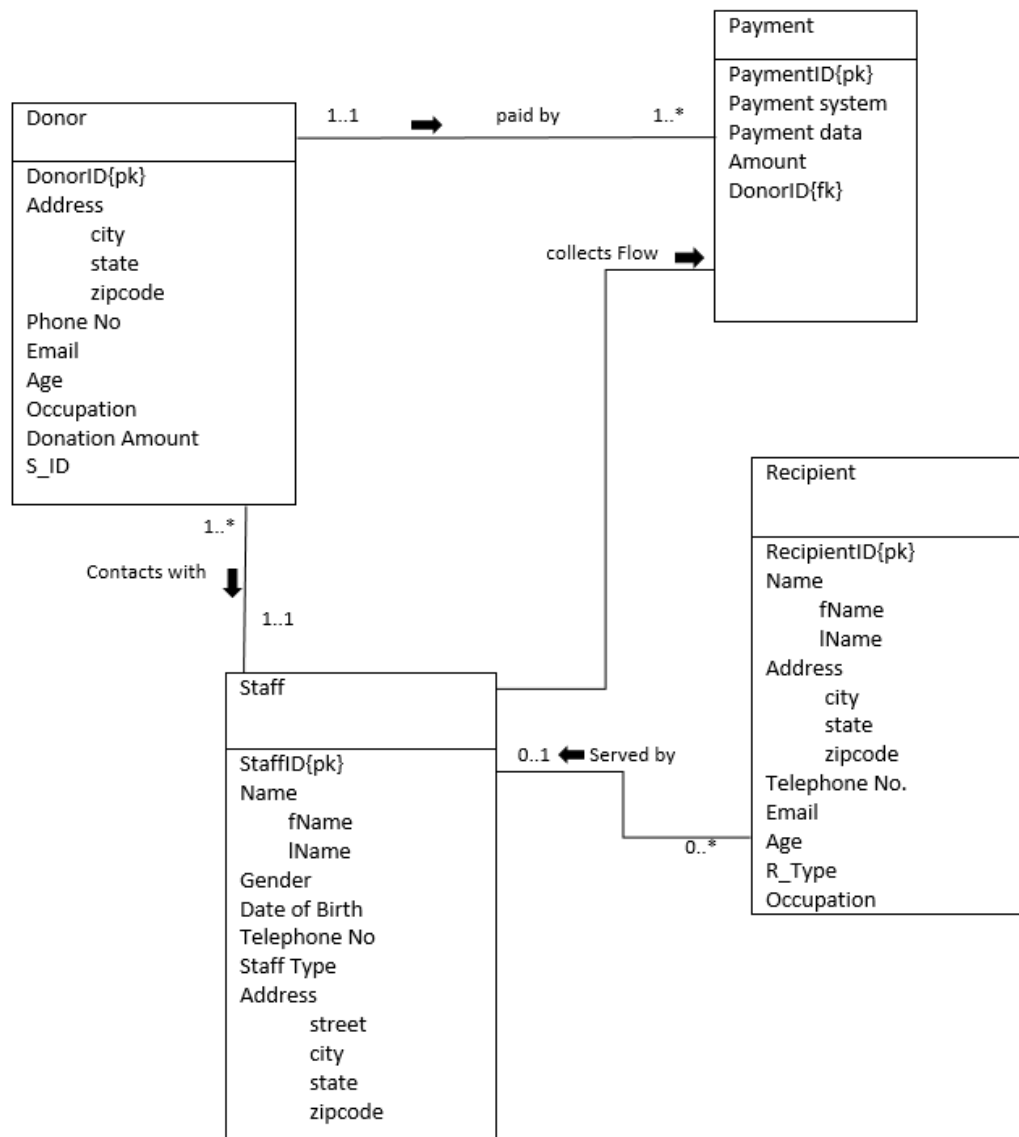 Payment
PaymentID{pk}
Payment system
Payment data
Amount
DonorID{fk}
Donor
DonorID{pk}
Address
city
state
zipcode
Phone No
Email
Age
Occupation
Donation Amount
S_ID
1..1 paid by 1..*
collects Flow
1..*
Contacts with
1..1
Recipient
RecipientID{pk}
Name
fName
lName
Address
city
state
zipcode
Telephone No.
Email
Age
R_Type
Occupation
Staff
StaffID{pk}
Name
fName
lName
Gender
Date of Birth
Telephone No
Staff Type
Address
street
city
state
zipcode
0..1 Served by
0..*